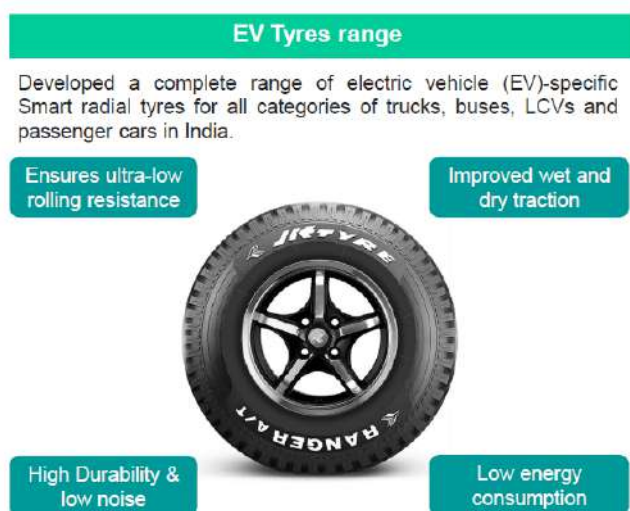 EV Tyres range
Developed a complete range of electric vehicle (EV)-specific
Smart radial tyres for all categories of trucks, buses, LCVs and
passenger cars in India.
Ensures ultra-low
rolling resistance
Improved wet and
dry traction
JKTYRE
RANGER A/T
High Durability &
low noise
Low energy
consumption